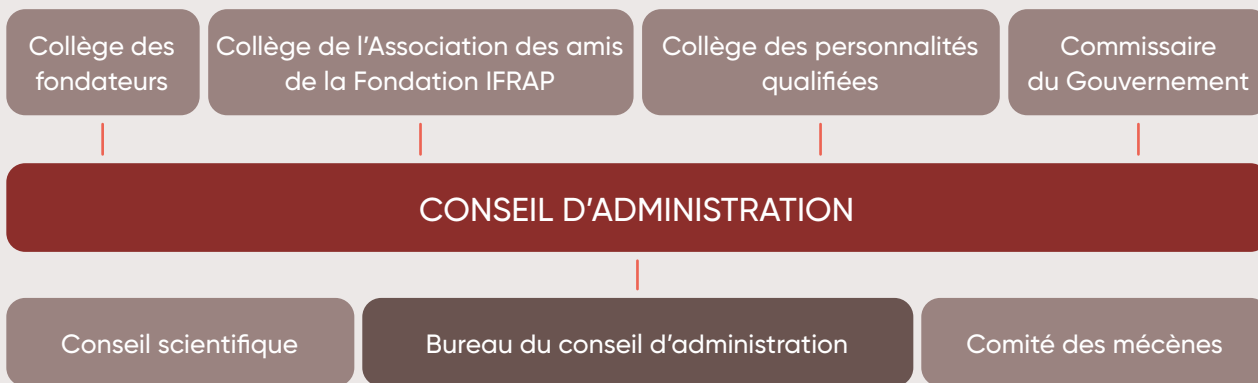 Collège des
fondateurs
Collège de l'Association des amis
de la Fondation IFRAP
Collège des personnalités
qualifiées
Commissaire
du Gouvernement
CONSEIL D'ADMINISTRATION
Conseil scientifique
Bureau du conseil d'administration
Comité des mécènes